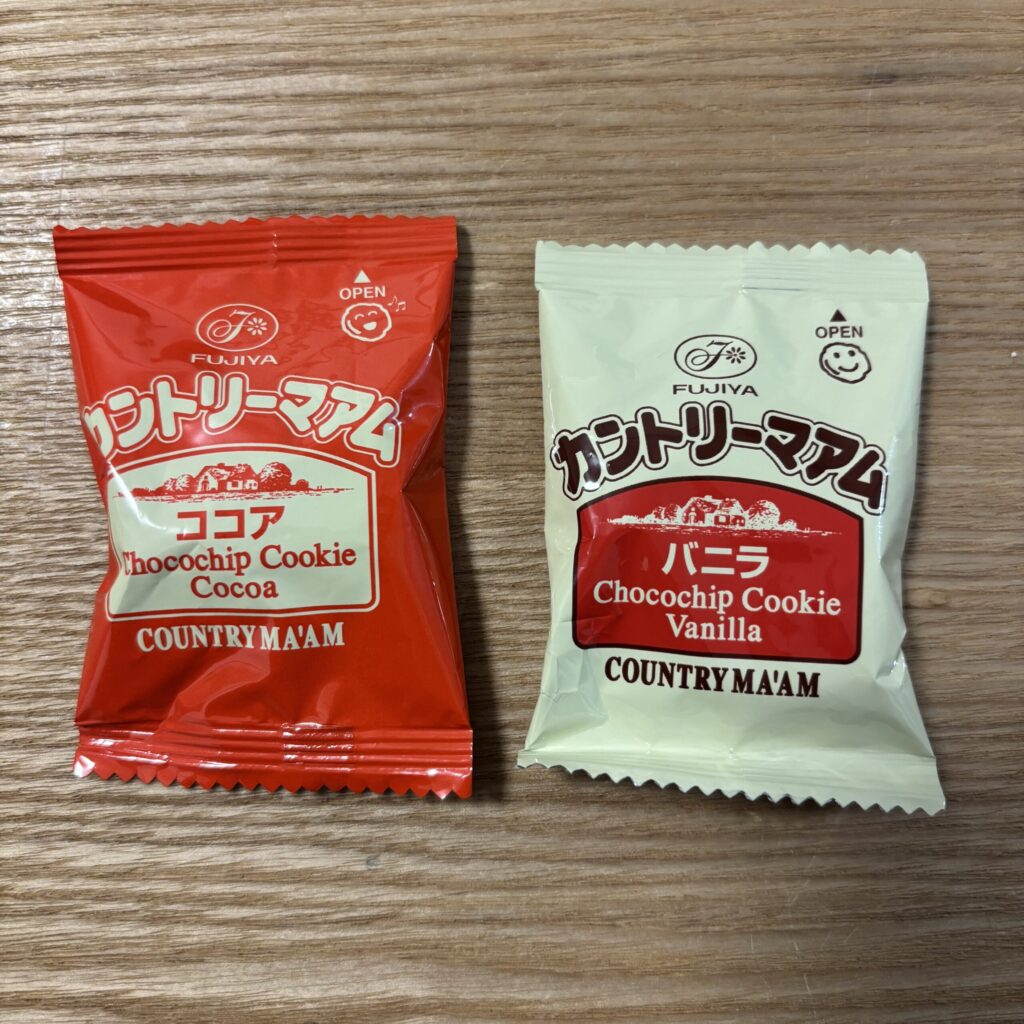 OPEN
FUJIYA
カントリーマアム
ココア
Chocochip Cookie
Cocoa
COUNTRY MA'AM
OPEN
FUJIYA
カントリーマアム
バニラ
Chocochip Cookie
Vanilla
COUNTRY MA'AM